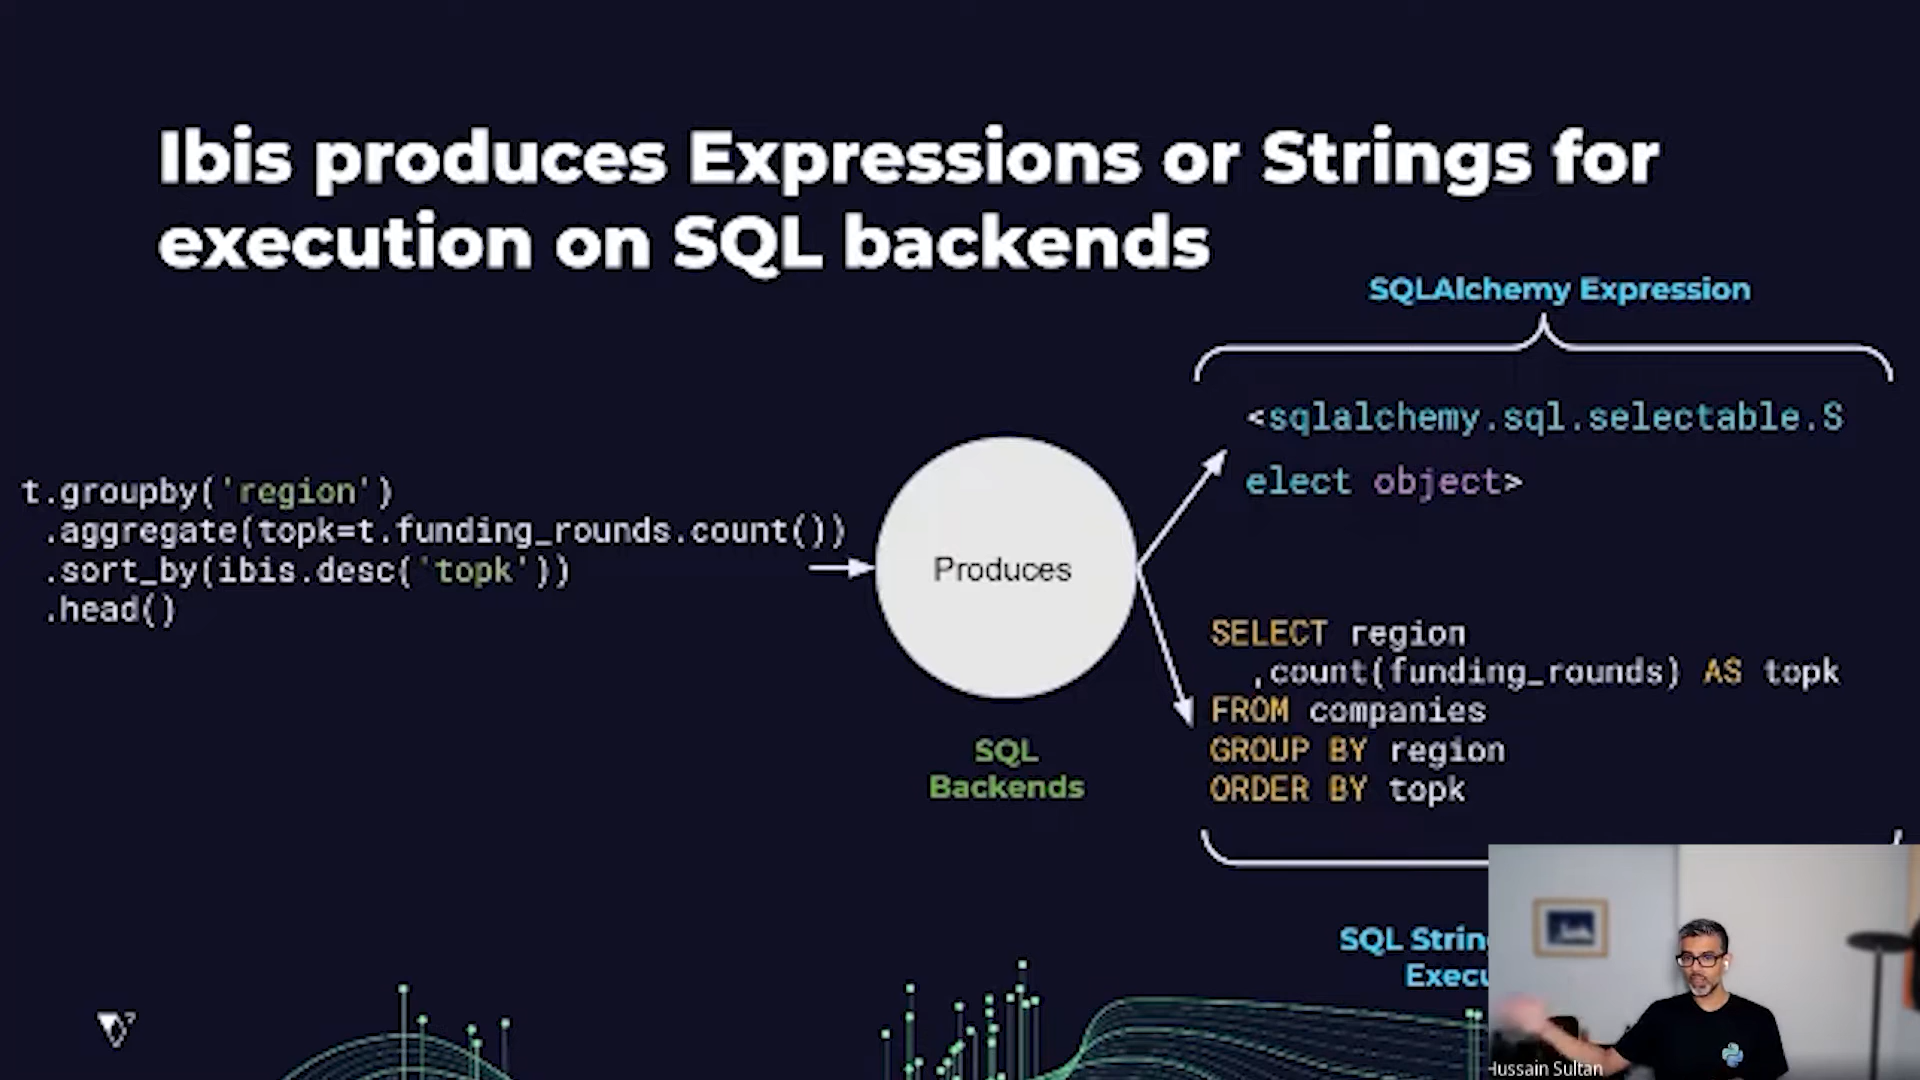 Ibis produces Expressions or Strings for
execution on SQL backends
SQLAlchemy Expression
<sqlalchemy.sql.selectable.S
elect object>
t.groupby('region')
.aggregate(topk=t.funding_rounds.count())
.sort_by(ibis.desc('topk'))
.head()
Produces
SQL
Backends
SELECT region
,count(funding_rounds) AS topk
FROM companies
GROUP BY region
ORDER BY topk
SQL Strin
Execu
Hussain Sultan